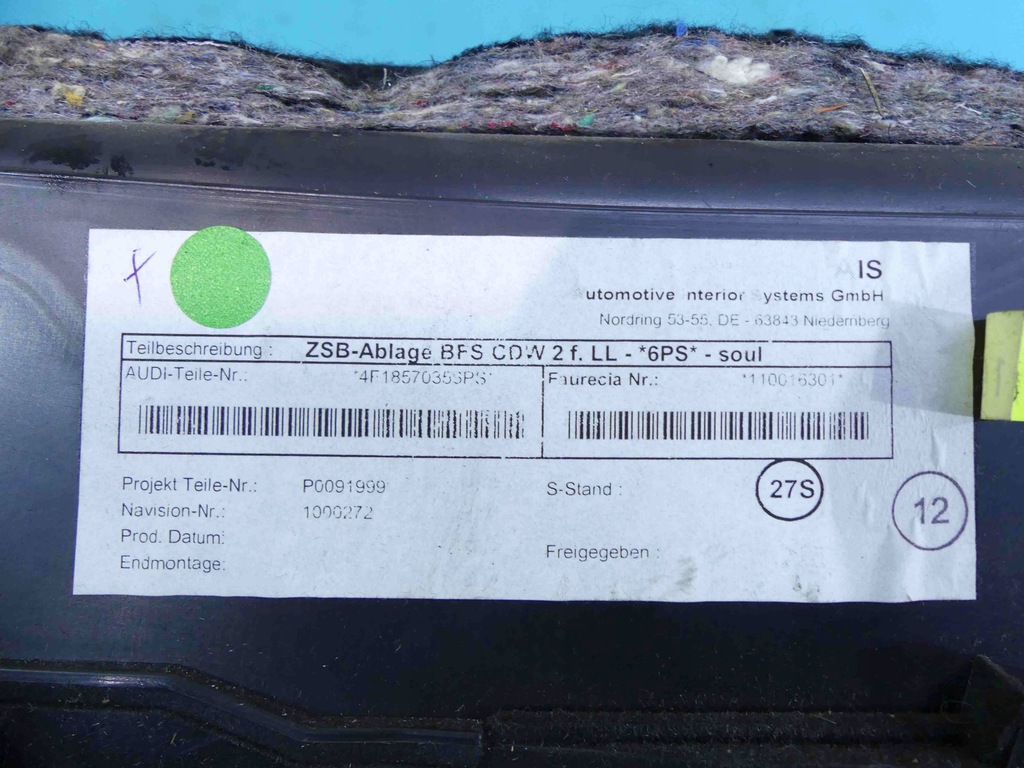 IS
utomotive nterior ystems GmbH
Nordring 53-55, DE - 63843 Niedernberg
Teilbeschreibung : ZSB-Ablage BFS CDW 2 f. LL - *6PS* - soul
AUDI-Teile-Nr.: Faurecia Nr.: *110016301*
Projekt Teile-Nr.: P0091999 S-Stand : 27S
12
Navision-Nr.: 1000272
Prod. Datum:
Freigegeben :
Endmontage: